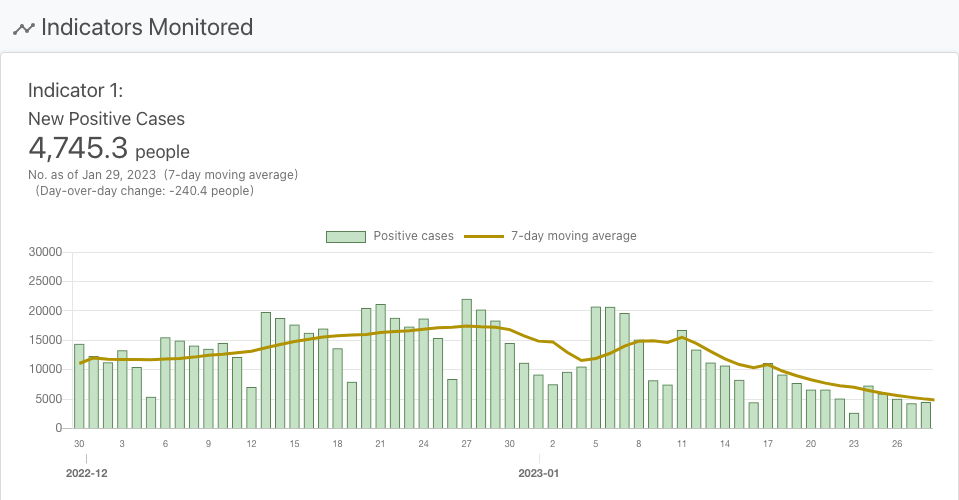 Indicators Monitored
Indicator 1:
New Positive Cases
4,745.3 people
No. as of Jan 29, 2023 (7-day moving average)
(Day-over-day change: -240.4 people)
Positive cases 7-day moving average
30000
25000
20000
15000
10000
5000
0
30 3 6 9 12 15 18 21 24 27 30 2 5 8 11 14 17 20 23 26
2022-12 2023-01